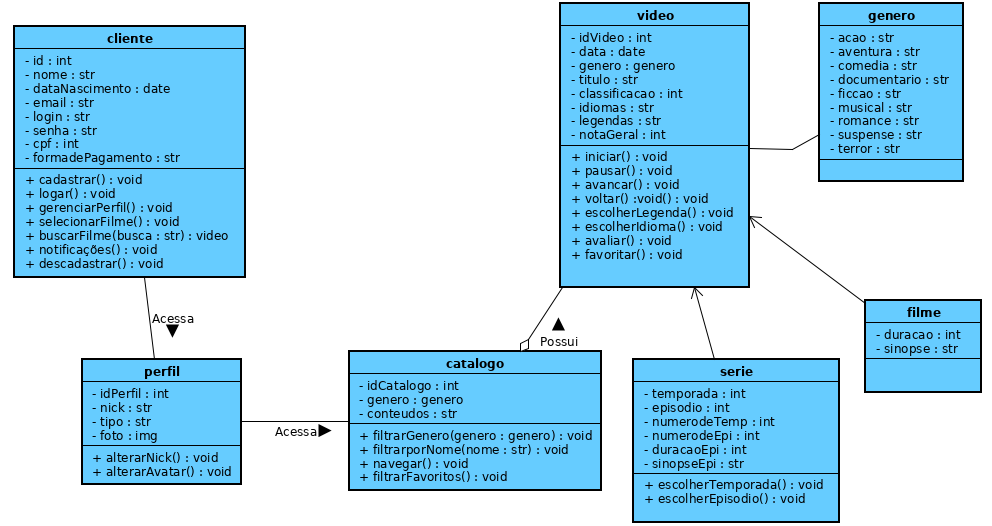 cliente
- id : int
- nome : str
- dataNascimento : date
- email : str
- login : str
- senha : str
- cpf : int
- formadePagamento : str
+ cadastrar() : void
+ logar() : void
+ gerenciarPerfil() : void
+ selecionarFilme() : void
+ buscarFilme(busca : str) : video
+ notificações() : void
+ descadastrar() : void
video
- idVideo : int
- data : date
- genero : genero
- titulo : str
- classificacao : int
- idiomas : str
- legendas : str
- notaGeral : int
+ iniciar() : void
+ pausar() : void
+ avancar() : void
+ voltar() :void() : void
+ escolherLegenda() : void
+ escolherIdioma() : void
+ avaliar() : void
+ favoritar() : void
genero
- acao : str
- aventura : str
- comedia : str
- documentario : str
- ficcao : str
- musical : str
- romance : str
- suspense : str
- terror : str
Acessa
Possui
filme
- duracao : int
- sinopse : str
perfil
- idPerfil : int
- nick : str
- tipo : str
- foto : img
+ alterarNick() : void
+ alterarAvatar() : void
Acessa
catalogo
- idCatalogo : int
- genero : genero
- conteudos : str
+ filtrarGenero(genero : genero) : void
+ filtrarporNome(nome : str) : void
+ navegar() : void
+ filtrarFavoritos() : void
serie
- temporada : int
- episodio : int
- numerodeTemp : int
- numerodeEpi : int
- duracaoEpi : int
- sinopseEpi : str
+ escolherTemporada() : void
+ escolherEpisodio() : void